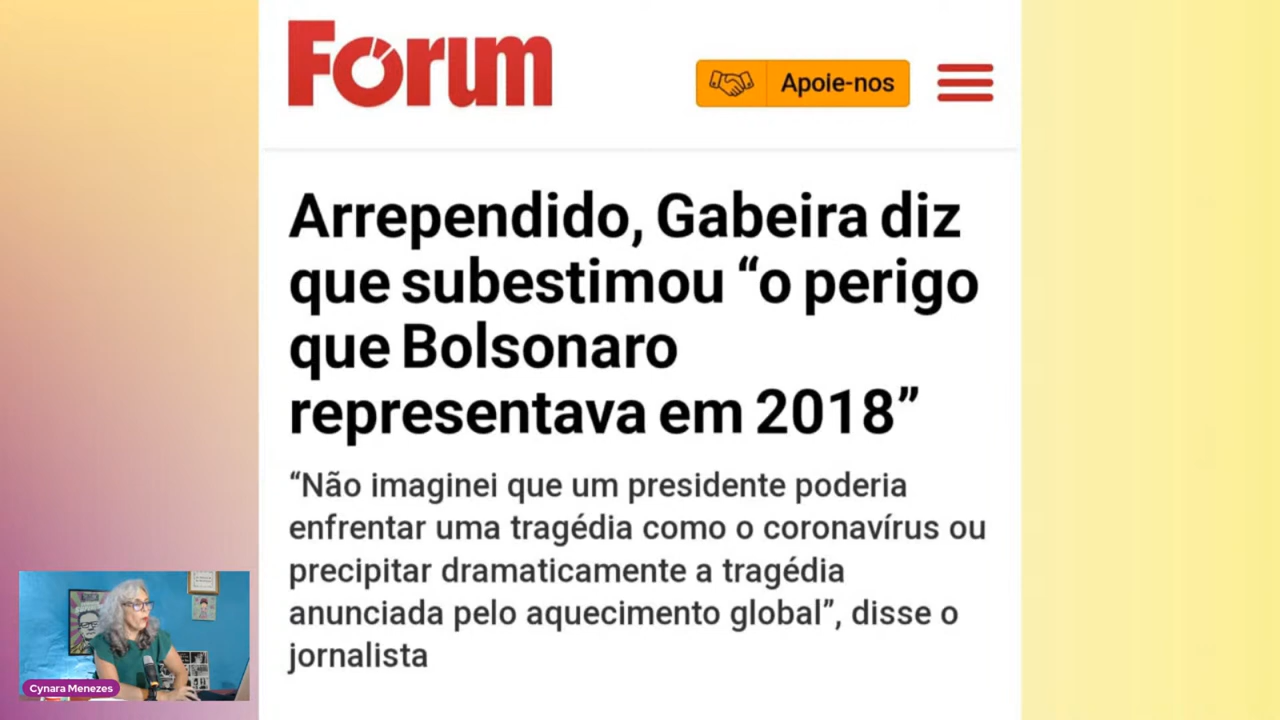 Fórum
Apoie-nos
Arrependido, Gabeira diz
que subestimou “o perigo
que Bolsonaro
representava em 2018”
“Não imaginei que um presidente poderia
enfrentar uma tragédia como o coronavírus ou
precipitar dramaticamente a tragédia
anunciada pelo aquecimento global”, disse o
jornalista
Cynara Menezes